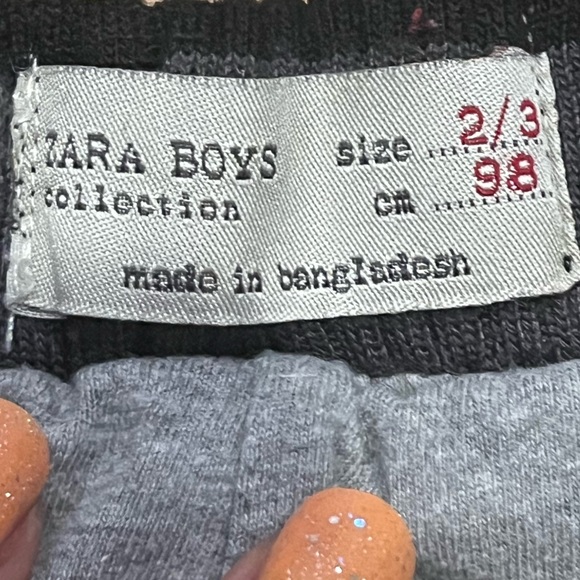 ZARA BOYS
collection
size 2/3
cm 98
made in bangladesh